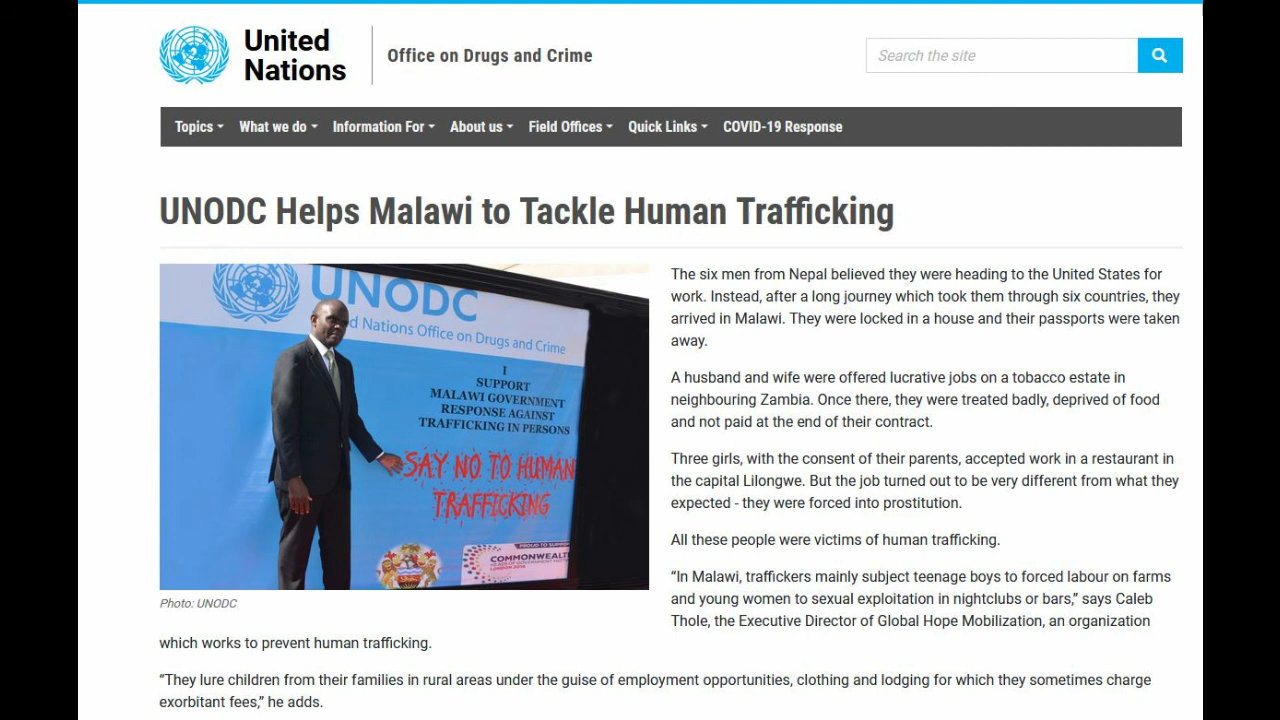 United
Nations
Office on Drugs and Crime
Search the site
Topics
What we do
Information For
About us
Field Offices
Quick Links
COVID-19 Response
UNODC Helps Malawi to Tackle Human Trafficking
UNODC
d Nations Office on Drugs and Crime
I
SUPPORT
MALAWI GOVERNMENT
RESPONSE AGAINST
TRAFFICKING IN PERSONS
SAY NO TO HUMAN
TRAFFICKING
PROUD TO SUPPORT
COMMONWEALT
HEADS OF GOVERNMENT MEETI
LONDON 2018
Photo: UNODC
The six men from Nepal believed they were heading to the United States for
work. Instead, after a long journey which took them through six countries, they
arrived in Malawi. They were locked in a house and their passports were taken
away.
A husband and wife were offered lucrative jobs on a tobacco estate in
neighbouring Zambia. Once there, they were treated badly, deprived of food
and not paid at the end of their contract.
Three girls, with the consent of their parents, accepted work in a restaurant in
the capital Lilongwe. But the job turned out to be very different from what they
expected - they were forced into prostitution.
All these people were victims of human trafficking.
“In Malawi, traffickers mainly subject teenage boys to forced labour on farms
and young women to sexual exploitation in nightclubs or bars,” says Caleb
Thole, the Executive Director of Global Hope Mobilization, an organization
which works to prevent human trafficking.
“They lure children from their families in rural areas under the guise of employment opportunities, clothing and lodging for which they sometimes charge
exorbitant fees,” he adds.